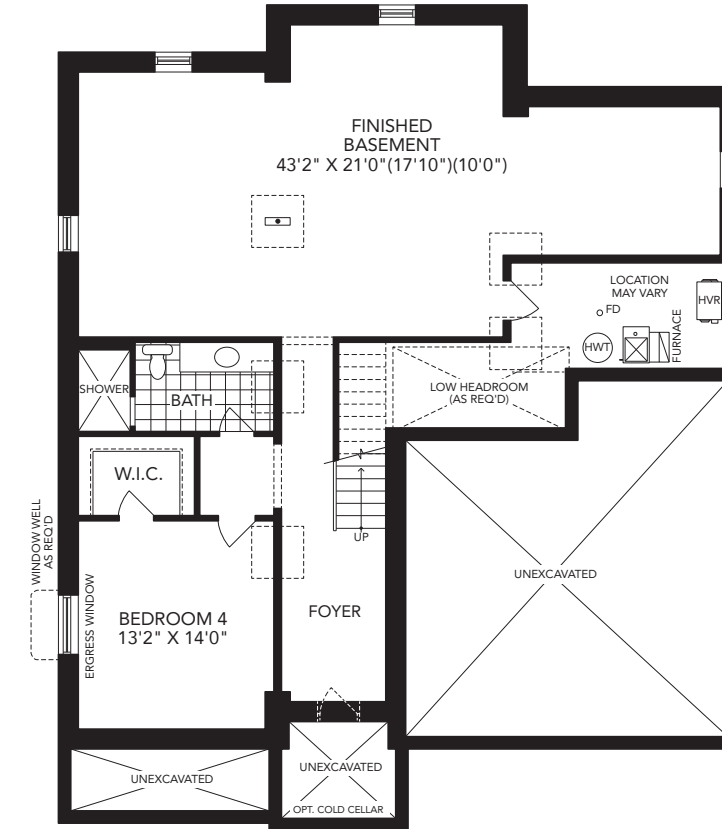 FINISHED
BASEMENT
43'2" X 21'0"(17'10")(10'0")
LOCATION
MAY VARY
FD
HVR
HWT
FURNACE
SHOWER
BATH
LOW HEADROOM
(AS REQ'D)
W.I.C.
WINDOW WELL
AS REQ'D
UP
UNEXCAVATED
ERGRESS WINDOW
BEDROOM 4
13'2" X 14'0"
FOYER
UNEXCAVATED
UNEXCAVATED
OPT. COLD CELLAR